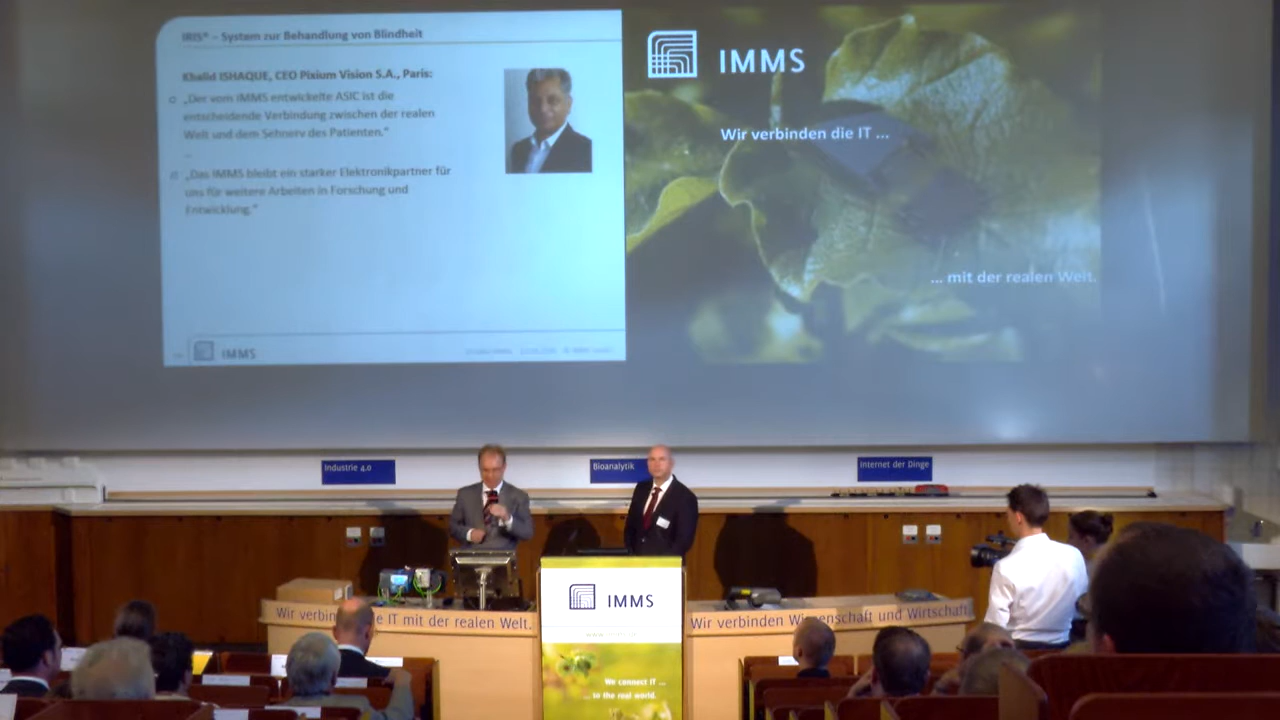 IRIS® – System zur Behandlung von Blindheit
Khalid ISHAQUE, CEO Pixium Vision S.A., Paris:
„Der vom IMMS entwickelte ASIC ist die
entscheidende Verbindung zwischen der realen
Welt und dem Sehnerv des Patienten.“
...
„Das IMMS bleibt ein starker Elektronikpartner für
uns für weitere Arbeiten in Forschung und
Entwicklung.“
IMMS
IMMS
Wir verbinden die IT ...
... mit der realen Welt.
Industrie 4.0
Bioanalytik
Internet der Dinge
IMMS
We connect IT ...
... to the real world.
Wir verbinden die IT mit der realen Welt.
Wir verbinden Wissenschaft und Wirtschaft